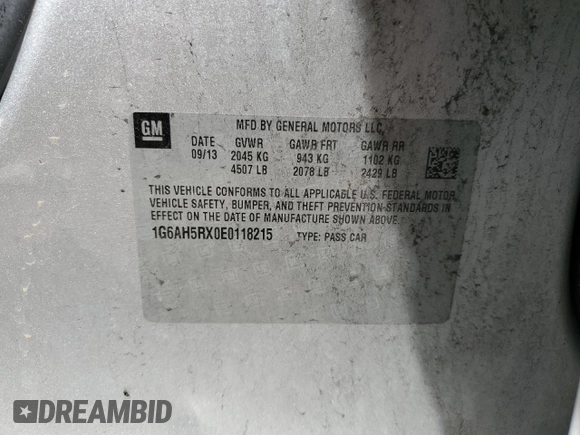 GM
MFD BY GENERAL MOTORS LLC
DATE GVWR GAWR FRT GAWR RR
09/13 2045 KG 943 KG 1102 KG
4507 LB 2078 LB 2429 LB
THIS VEHICLE CONFORMS TO ALL APPLICABLE U.S. FEDERAL MOTOR
VEHICLE SAFETY, BUMPER, AND THEFT PREVENTION STANDARDS IN
EFFECT ON THE DATE OF MANUFACTURE SHOWN ABOVE.
1G6AH5RX0E0118215 TYPE: PASS CAR
DREAMBID